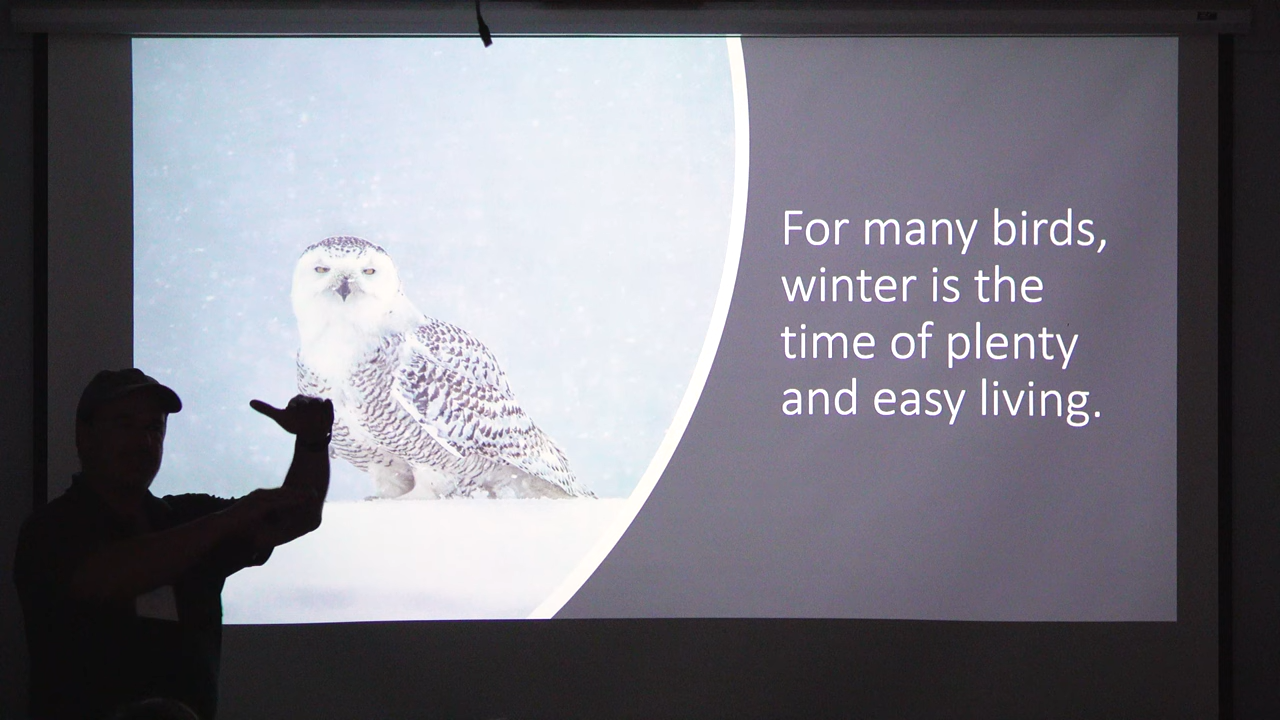 For many birds,
winter is the
time of plenty
and easy living.